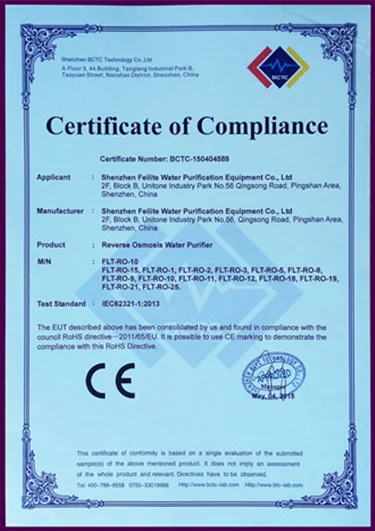 Shenzhen BCTC Technology Co.,Ltd
A.Floor 3, 44 Building, Tanglang Industrial Park B,
Taoyuan Street, Nanshan District, Shenzhen, China
BCTC
Certificate of Compliance
Certificate Number: BCTC-150404588
Applicant : Shenzhen Feilite Water Purification Equipment Co., Ltd
2F, Block B, Unitone Industry Park No.56 Qingsong Road, Pingshan Area,
Shenzhen, China
Manufacturer : Shenzhen Feilite Water Purification Equipment Co., Ltd
2F, Block B, Unitone Industry Park No.56 Qingsong Road, Pingshan Area,
Shenzhen, China
Product : Reverse Osmosis Water Purifier
M/N : FLT-RO-10
FLT-RO-15, FLT-RO-1, FLT-RO-2, FLT-RO-3, FLT-RO-5, FLT-RO-8,
FLT-RO-9, FLT-RO-10, FLT-RO-11, FLT-RO-12, FLT-RO-18, FLT-RO-19,
FLT-RO-21, FLT-RO-25.
Test Standard : IEC62321-1:2013
The EUT described above has been consolidated by us and found in compliance with the
council RoHS directive—2011/65/EU. It is possible to use CE marking to demonstrate the
compliance with this RoHS Directive.
CE
APPROVED
Manager
May, 04, 2015
This certificate of conformity is based on a single evaluation of the submitted
sample(s) of the above mentioned product. It does not imply an assessment
of the whole product and relevant. Directives have to be observed.
Tel: 400-788-9558 0755-33019988 Http://www.bctc-lab.com Http://www.btc-lab.com